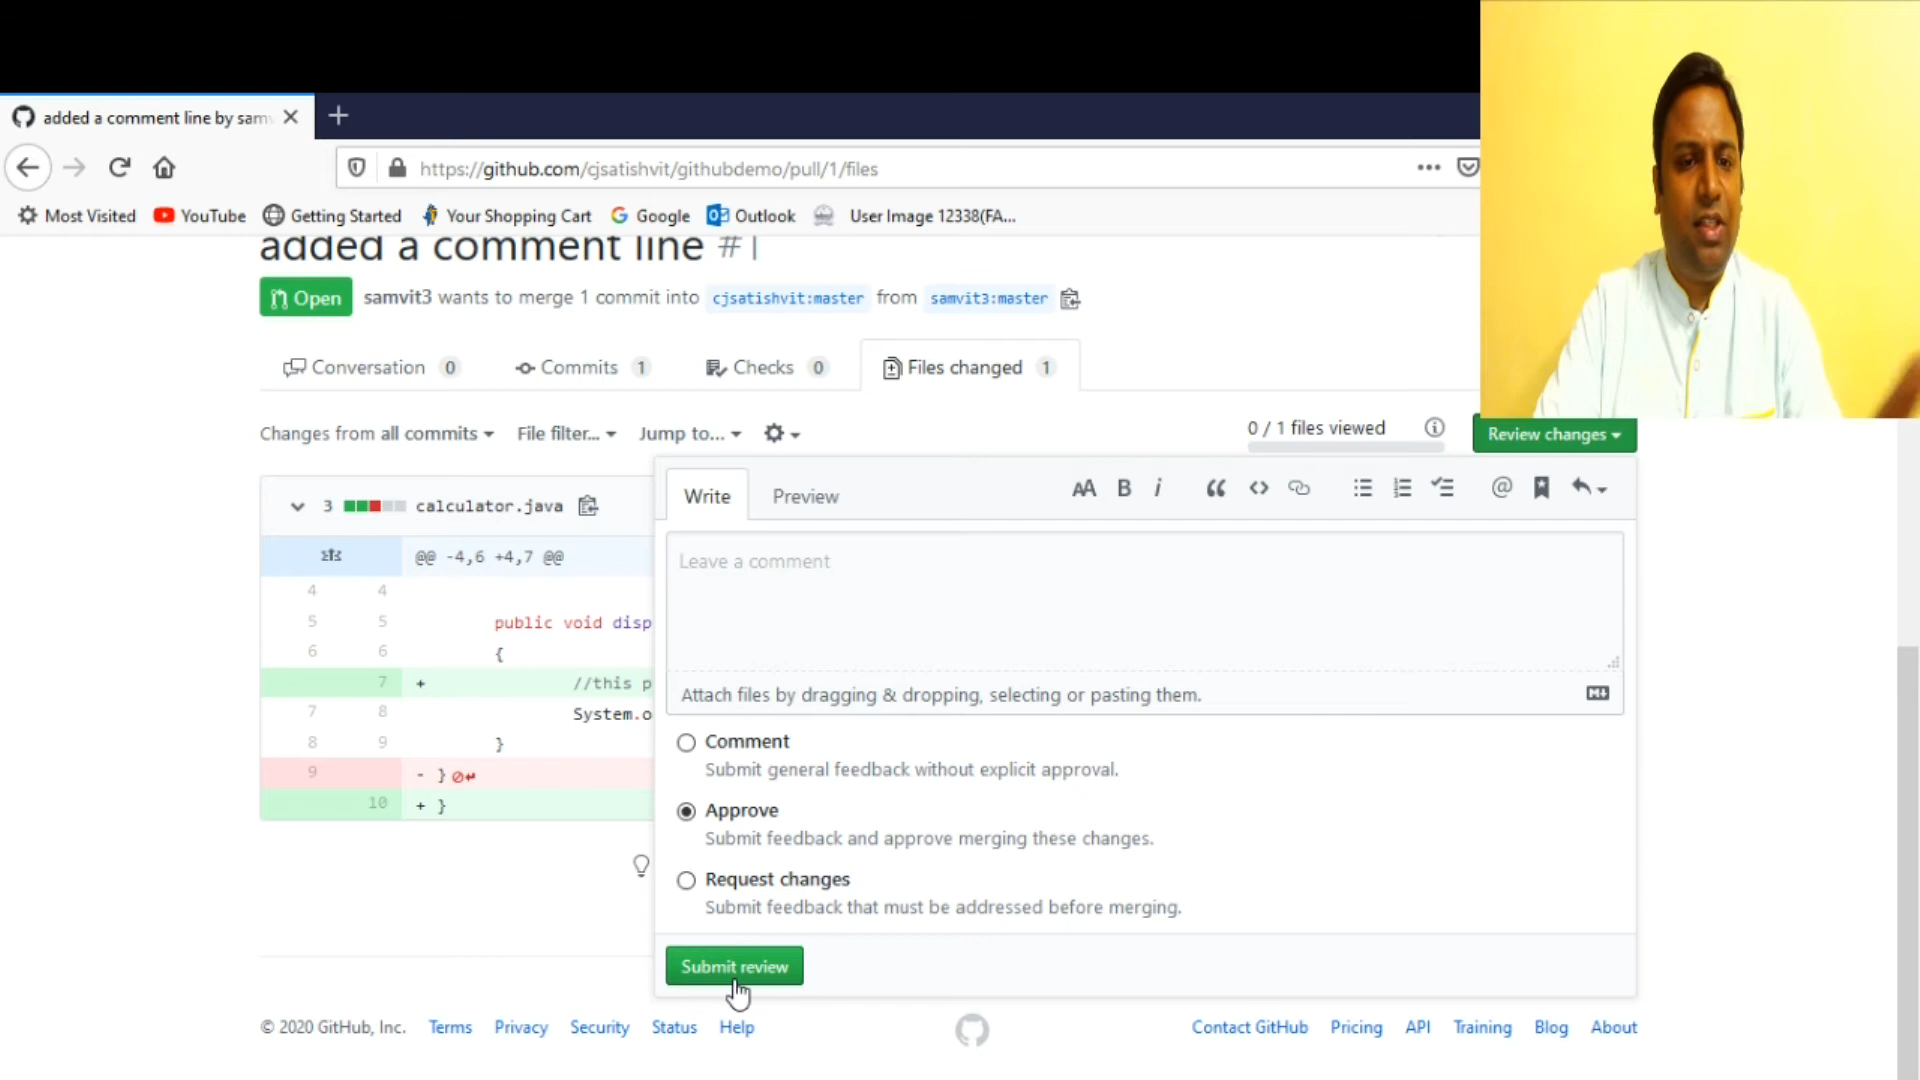 added a comment line by sam
https://github.com/cjsatishvit/githubdemo/pull/1/files
Most Visited YouTube Getting Started Your Shopping Cart Google Outlook User Image 12338(FA...
added a comment line #1
Open samvit3 wants to merge 1 commit into cjsatishvit:master from samvit3:master
Conversation 0 Commits 1 Checks 0 Files changed 1
Changes from all commits File filter... Jump to... 0 / 1 files viewed Review changes
3 calculator.java
Write Preview AA B i @
@@ -4,6 +4,7 @@
Leave a comment
4 4
5 5 public void disp
6 6 {
7 + //this p
Attach files by dragging & dropping, selecting or pasting them.
7 8 System.o
8 9 }
Comment
Submit general feedback without explicit approval.
9 - }
10 + }
Approve
Submit feedback and approve merging these changes.
Request changes
Submit feedback that must be addressed before merging.
Submit review
© 2020 GitHub, Inc. Terms Privacy Security Status Help Contact GitHub Pricing API Training Blog About